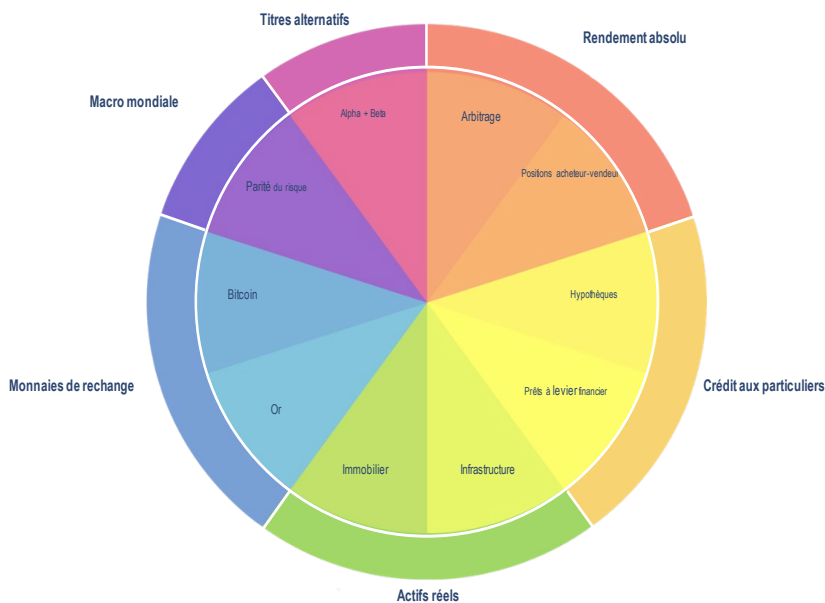 Titres alternatifs
Rendement absolu
Macro mondiale
Alpha + Beta
Arbitrage
Positions acheteur-vendeur
Parité du risque
Bitcoin
Hypothèques
Monnaies de rechange
Crédit aux particuliers
Prêts à levier financier
Or
Immobilier
Infrastructure
Actifs réels